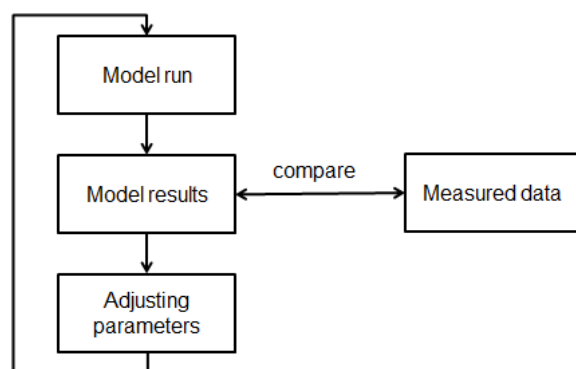 Model run
Model results
compare
Measured data
Adjusting
parameters